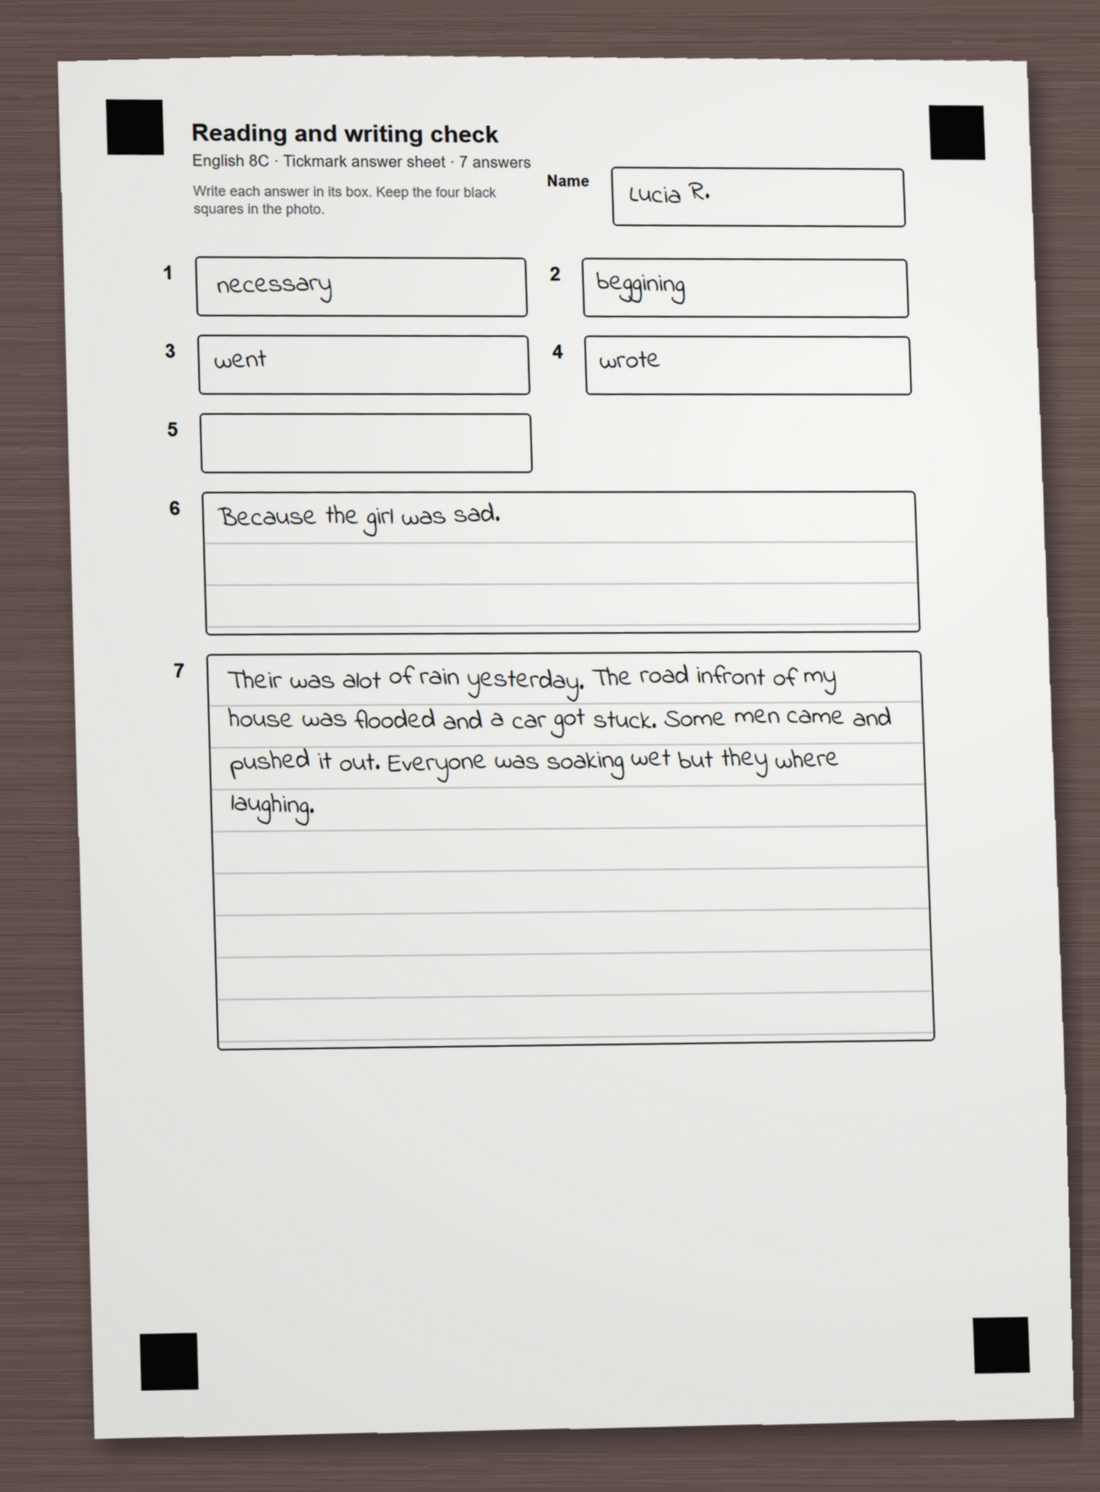 Reading and writing check
English 8C · Tickmark answer sheet · 7 answers
Write each answer in its box. Keep the four black
squares in the photo.
Name
Lucia R.
1
necessary
2
beggining
3
went
4
wrote
5
6
Because the girl was sad.
7
Their was alot of rain yesterday. The road infront of my
house was flooded and a car got stuck. Some men came and
pushed it out. Everyone was soaking wet but they where
laughing.